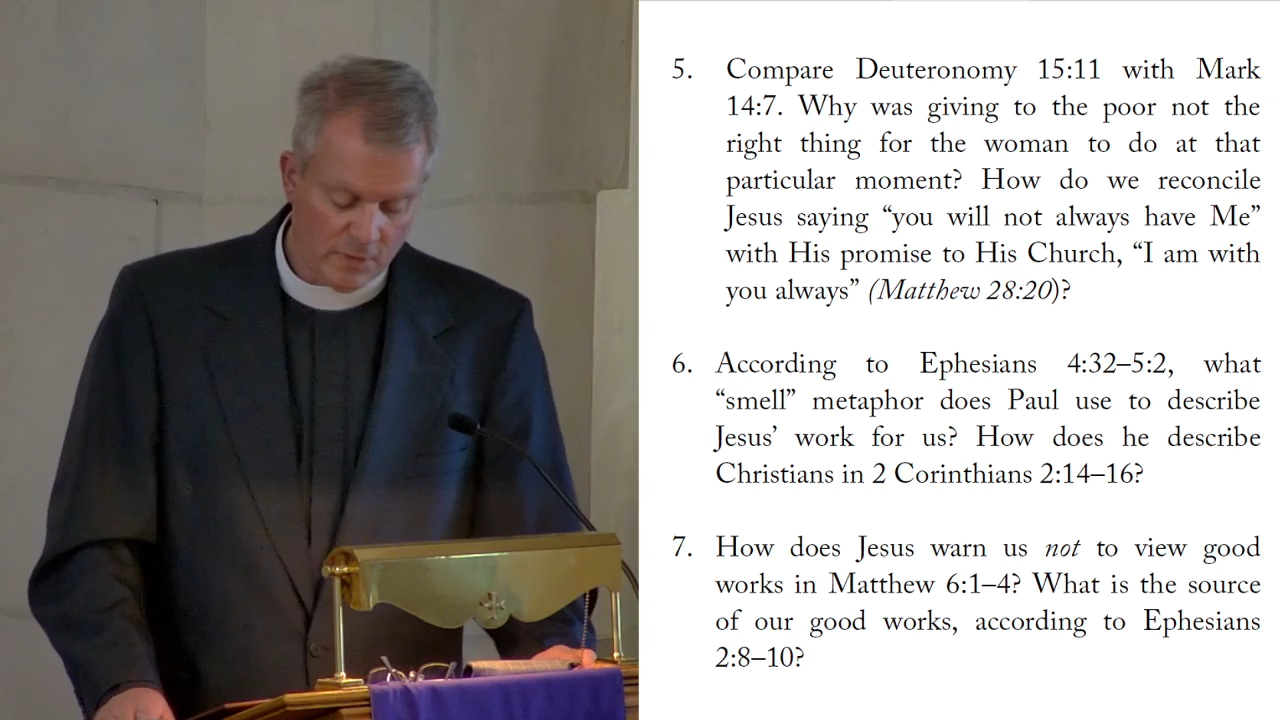 5. Compare Deuteronomy 15:11 with Mark
14:7. Why was giving to the poor not the
right thing for the woman to do at that
particular moment? How do we reconcile
Jesus saying “you will not always have Me”
with His promise to His Church, “I am with
you always” (Matthew 28:20)?
6. According to Ephesians 4:32–5:2, what
“smell” metaphor does Paul use to describe
Jesus’ work for us? How does he describe
Christians in 2 Corinthians 2:14–16?
7. How does Jesus warn us not to view good
works in Matthew 6:1–4? What is the source
of our good works, according to Ephesians
2:8–10?